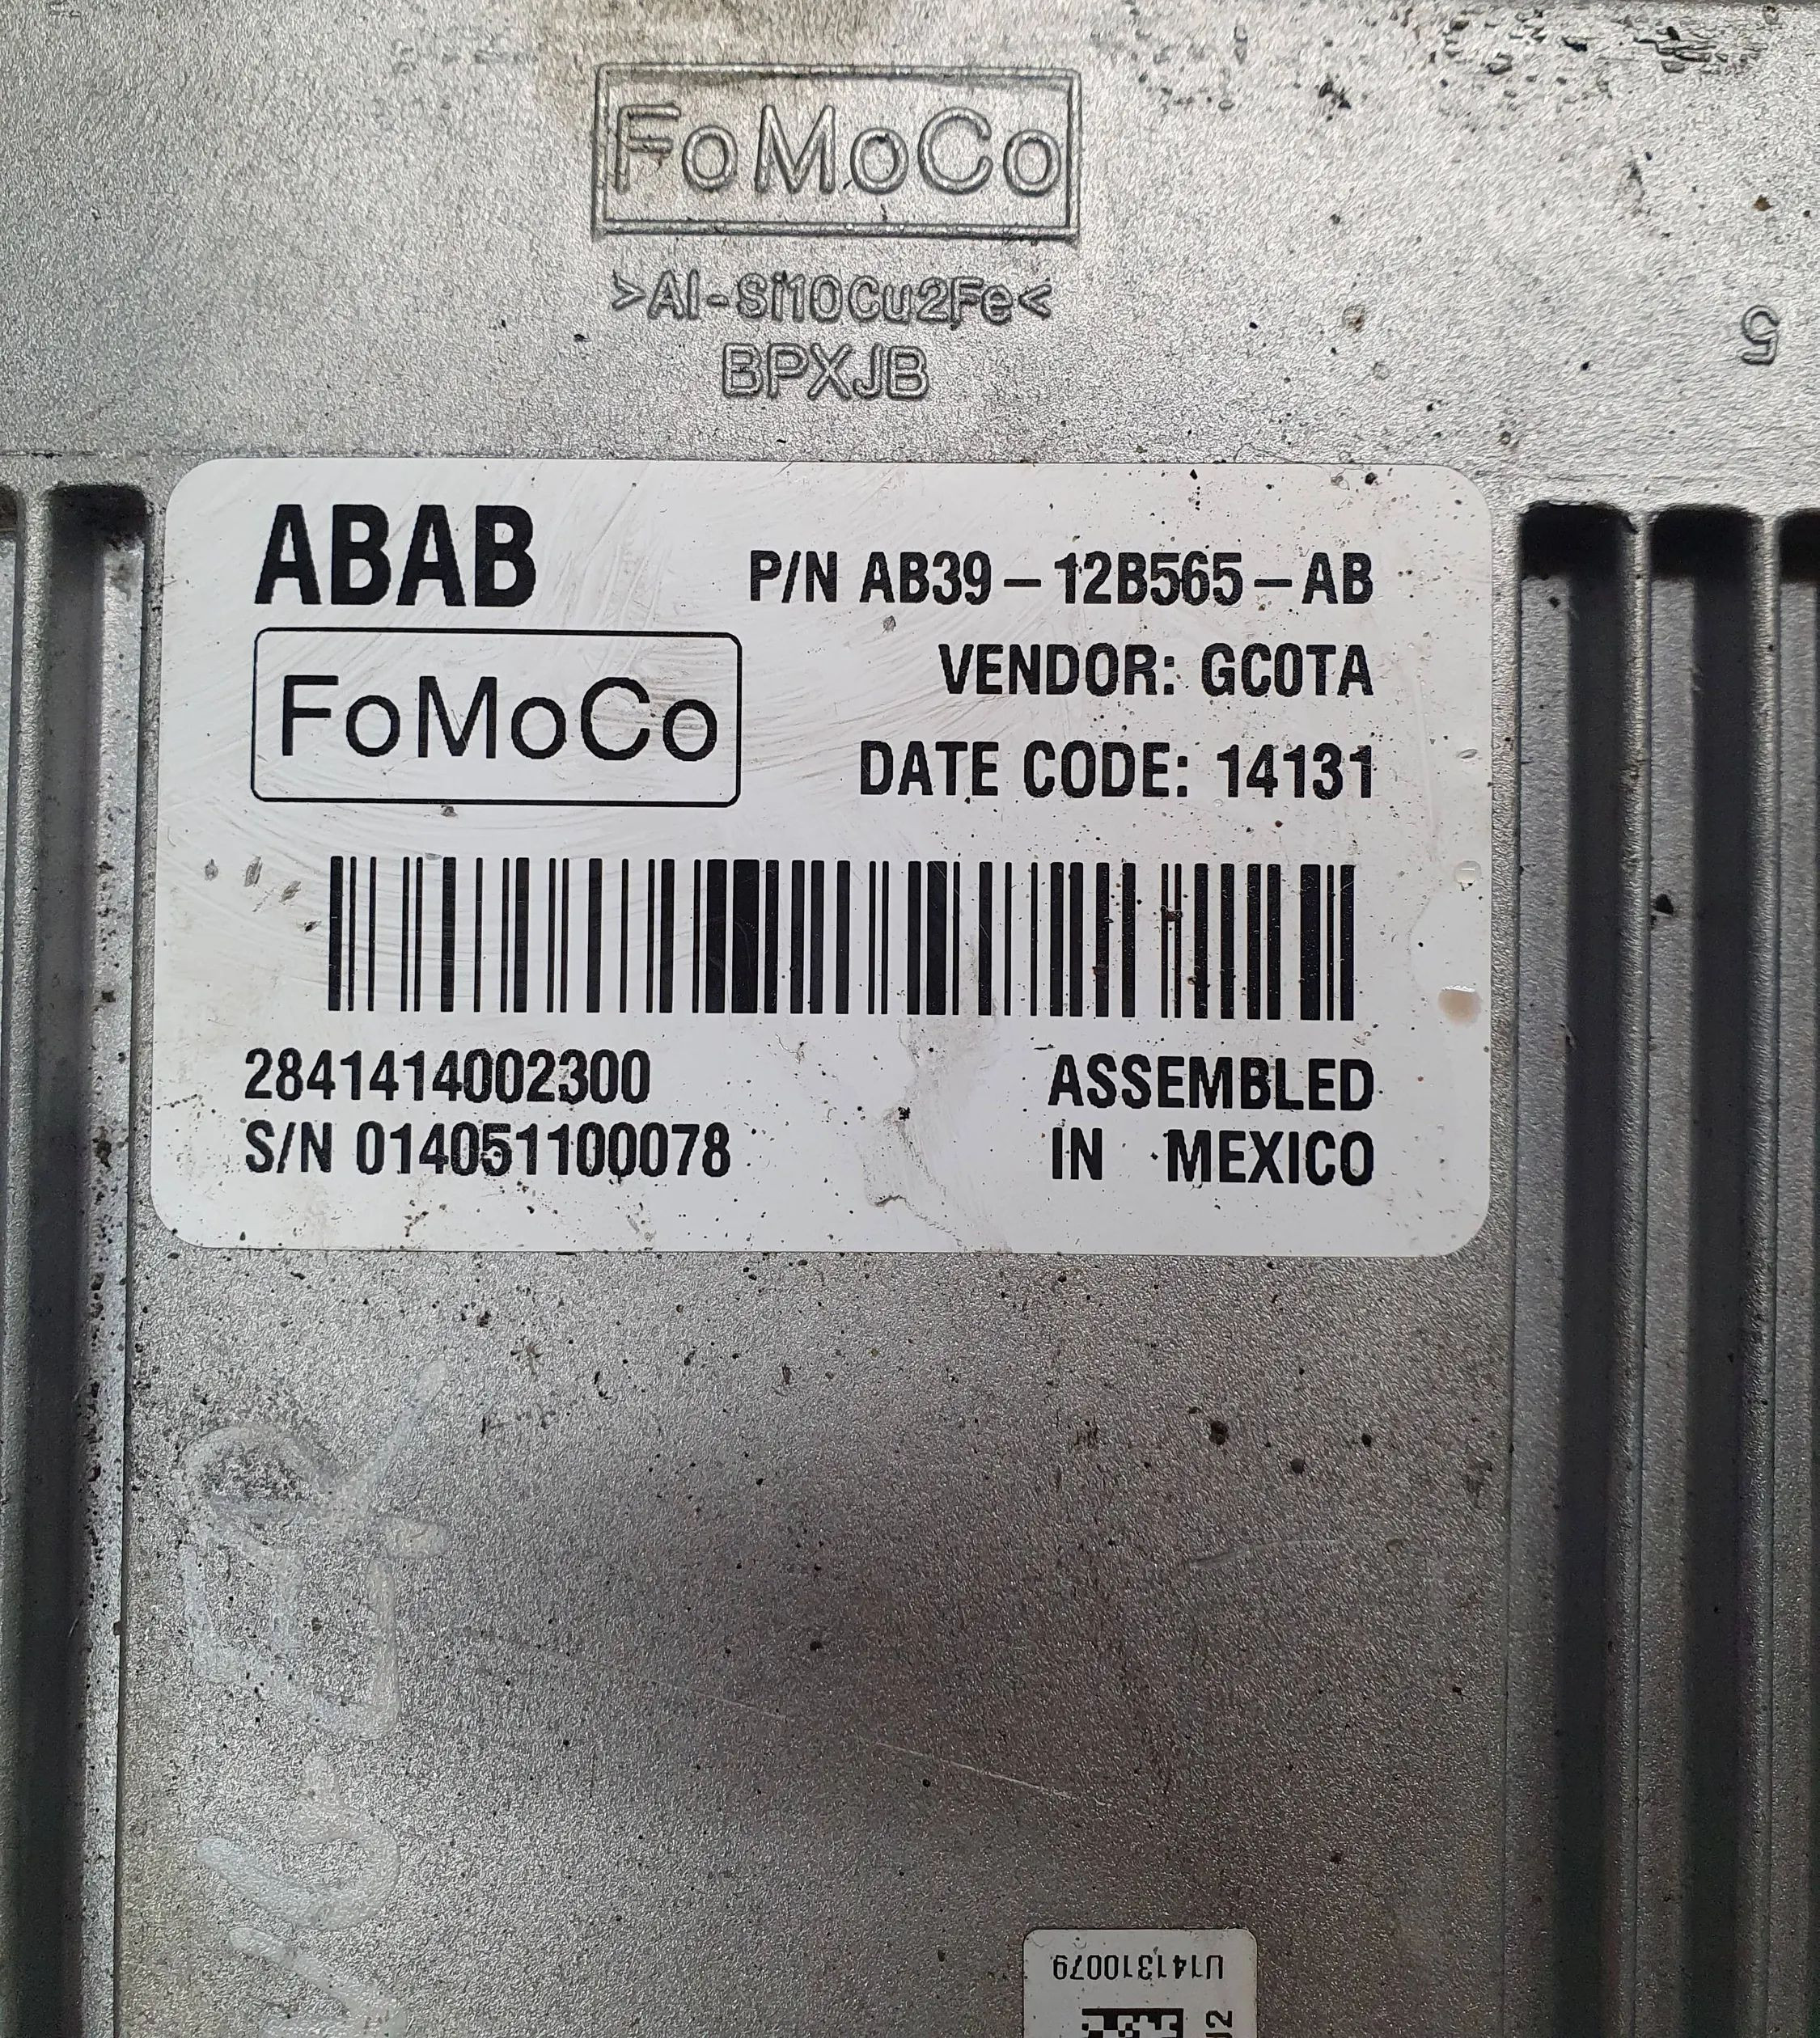 FoMoCo
>Al-Si10Cu2Fe<
BPXJB
5
ABAB
P/N AB39-12B565-AB
FoMoCo
VENDOR: GC0TA
DATE CODE: 14131
2841414002300
S/N 014051100078
ASSEMBLED
IN MEXICO
U141310079